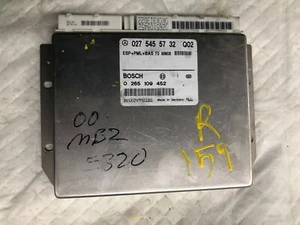 027 545 57 32 Q02
ESP+PML+BAS
BOSCH
0 265 109 452
Made in Germany
00
MBZ
E320
R
159